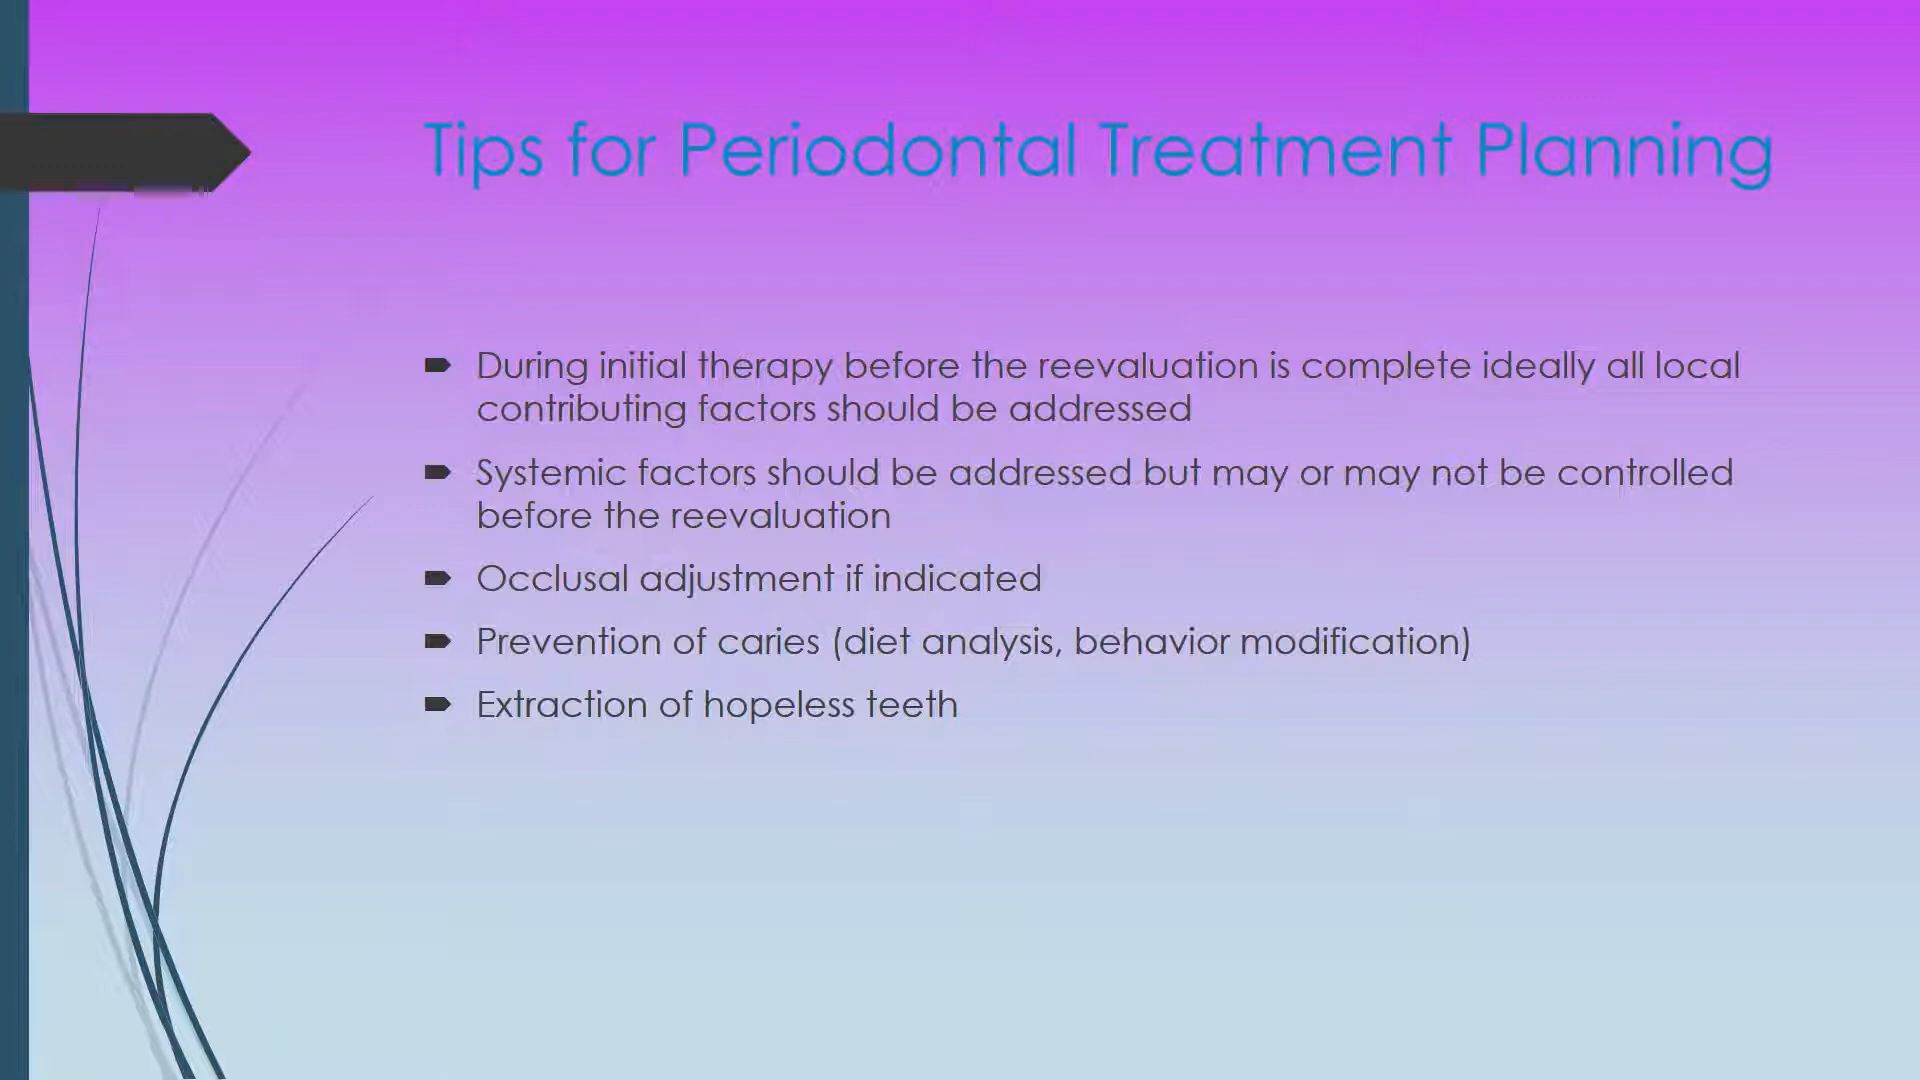 Tips for Periodontal Treatment Planning
During initial therapy before the reevaluation is complete ideally all local
contributing factors should be addressed
Systemic factors should be addressed but may or may not be controlled
before the reevaluation
Occlusal adjustment if indicated
Prevention of caries (diet analysis, behavior modification)
Extraction of hopeless teeth